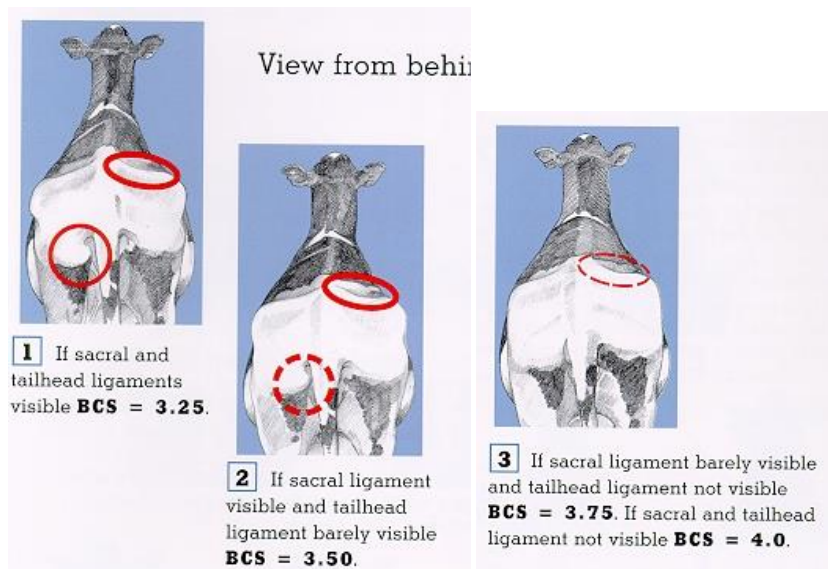 View from behi
1 If sacral and
tailhead ligaments
visible BCS = 3.25.
2 If sacral ligament
visible and tailhead
ligament barely visible
BCS = 3.50.
3 If sacral ligament barely visible
and tailhead ligament not visible
BCS = 3.75. If sacral and tailhead
ligament not visible BCS = 4.0.